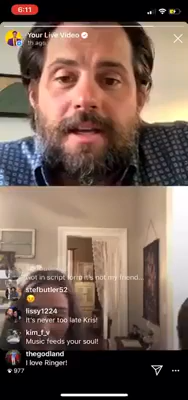 6:11
Your Live Video
1h ago
Not in script form it's not my friend...
stefbutler52
lissy1224
it's never too late Kris!
kim_f_v
Music feeds your soul!
thegodland
I love Ringer!
977